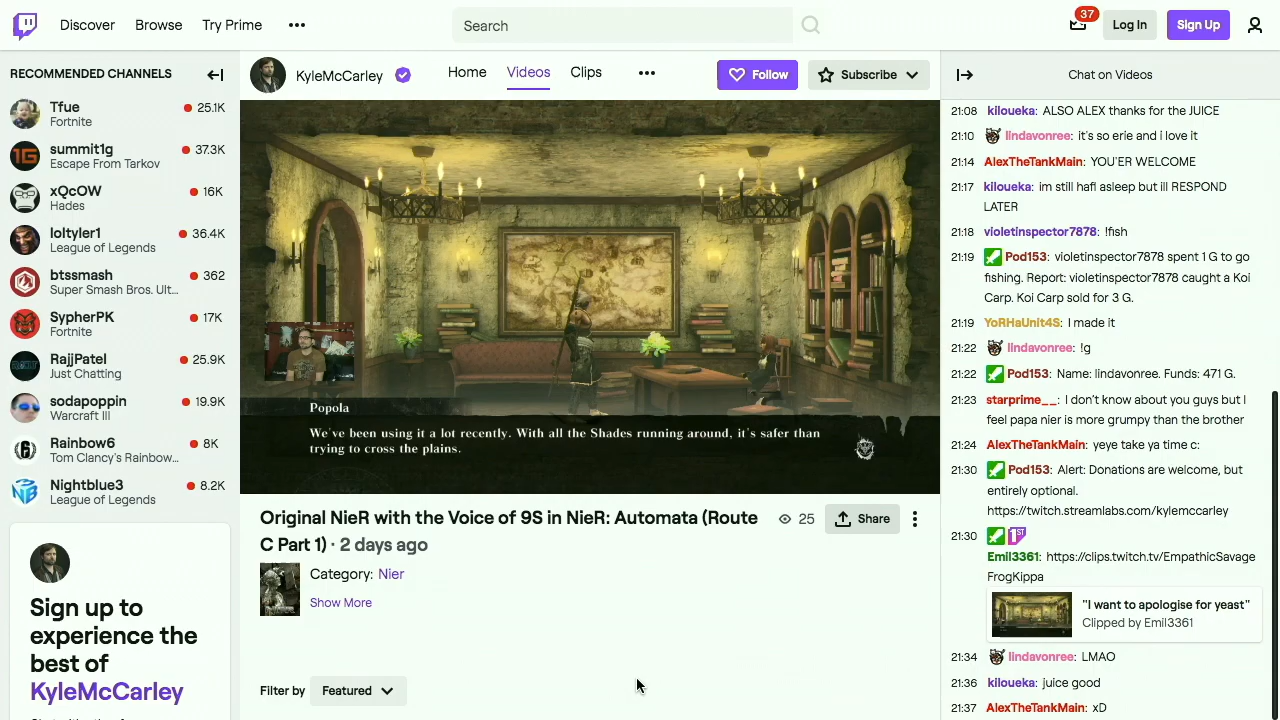 Discover
Browse
Try Prime
Search
37
Log In
Sign Up
RECOMMENDED CHANNELS
Tfue
25.1K
Fortnite
summit1g
37.3K
Escape From Tarkov
xQcOW
16K
Hades
loltyler1
36.4K
League of Legends
btssmash
362
Super Smash Bros. Ult...
SypherPK
17K
Fortnite
RajjPatel
25.9K
Just Chatting
sodapoppin
19.9K
Warcraft III
Rainbow6
8K
Tom Clancy's Rainbow...
Nightblue3
8.2K
League of Legends
Sign up to
experience the
best of
KyleMcCarley
KyleMcCarley
Home
Videos
Clips
Follow
Subscribe
Popola
We've been using it a lot recently. With all the Shades running around, it's safer than
trying to cross the plains.
Original NieR with the Voice of 9S in NieR: Automata (Route
C Part 1) · 2 days ago
25
Share
Category: Nier
Show More
Filter by
Featured
Chat on Videos
21:08 kiloueka: ALSO ALEX thanks for the JUICE
21:10 lindavonree: it's so erie and i love it
21:14 AlexTheTankMain: YOU'ER WELCOME
21:17 kiloueka: im still hafl asleep but ill RESPOND
LATER
21:18 violetinspector7878: !fish
21:19 Pod153: violetinspector7878 spent 1 G to go
fishing. Report: violetinspector7878 caught a Koi
Carp. Koi Carp sold for 3 G.
21:19 YoRHaUnit4S: I made it
21:22 lindavonree: !g
21:22 Pod153: Name: lindavonree. Funds: 471 G.
21:23 starprime__: I don't know about you guys but I
feel papa nier is more grumpy than the brother
21:24 AlexTheTankMain: yeye take ya time c:
21:30 Pod153: Alert: Donations are welcome, but
entirely optional.
https://twitch.streamlabs.com/kylemccarley
21:30 1ST
Emil3361: https://clips.twitch.tv/EmpathicSavage
FrogKippa
"I want to apologise for yeast"
Clipped by Emil3361
21:34 lindavonree: LMAO
21:36 kiloueka: juice good
21:37 AlexTheTankMain: xD